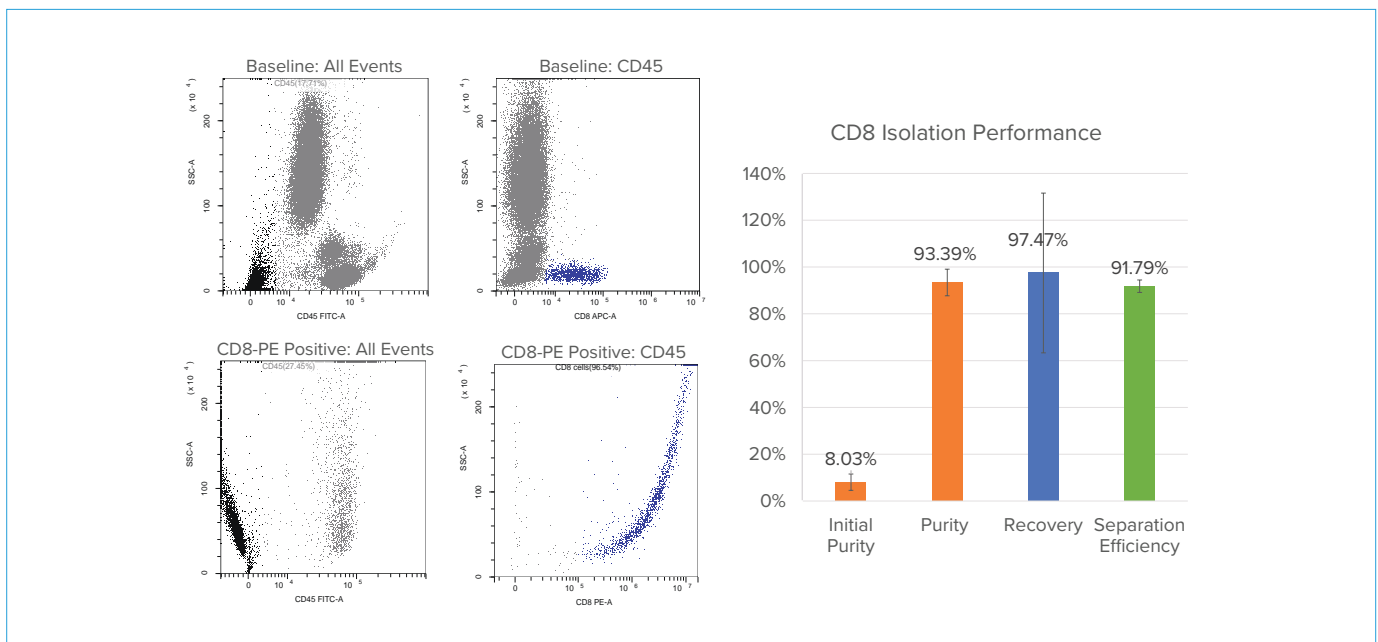 Baseline: All Events
CD45(17.71%)
(x 10 4 )
200
100
0
SSC-A
0
10 4
10 5
CD45 FITC-A
Baseline: CD45
(x 10 4 )
200
100
0
SSC-A
0
10 4
10 5
10 6
10 7
CD8 APC-A
CD8-PE Positive: All Events
CD45(27.45%)
(x 10 4 )
200
100
0
SSC-A
0
10 4
10 5
CD45 FITC-A
CD8-PE Positive: CD45
CD8 cells(96.54%)
(x 10 4 )
200
100
0
SSC-A
0
10 5
10 6
10 7
CD8 PE-A
CD8 Isolation Performance
140%
120%
100%
80%
60%
40%
20%
0%
8.03%
93.39%
97.47%
91.79%
Initial
Purity
Purity
Recovery
Separation
Efficiency